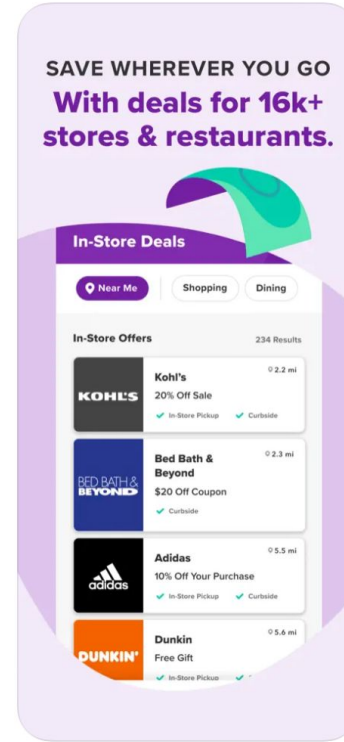 SAVE WHEREVER YOU GO
With deals for 16k+
stores & restaurants.
In-Store Deals
Near Me
Shopping
Dining
In-Store Offers
234 Results
KOHL'S
Kohl's
2.2 mi
20% Off Sale
In-Store Pickup
Curbside
BED BATH &
BEYOND
Bed Bath &
Beyond
2.3 mi
$20 Off Coupon
Curbside
adidas
Adidas
5.5 mi
10% Off Your Purchase
In-Store Pickup
Curbside
DUNKIN'
Dunkin
5.6 mi
Free Gift
In-Store Pickup